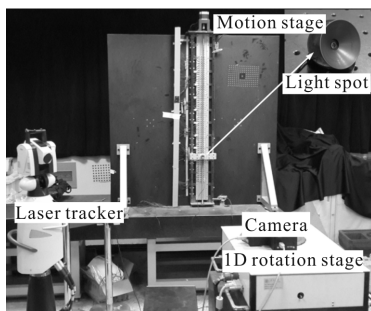 Motion stage
Light spot
Laser tracker
Camera
1D rotation stage